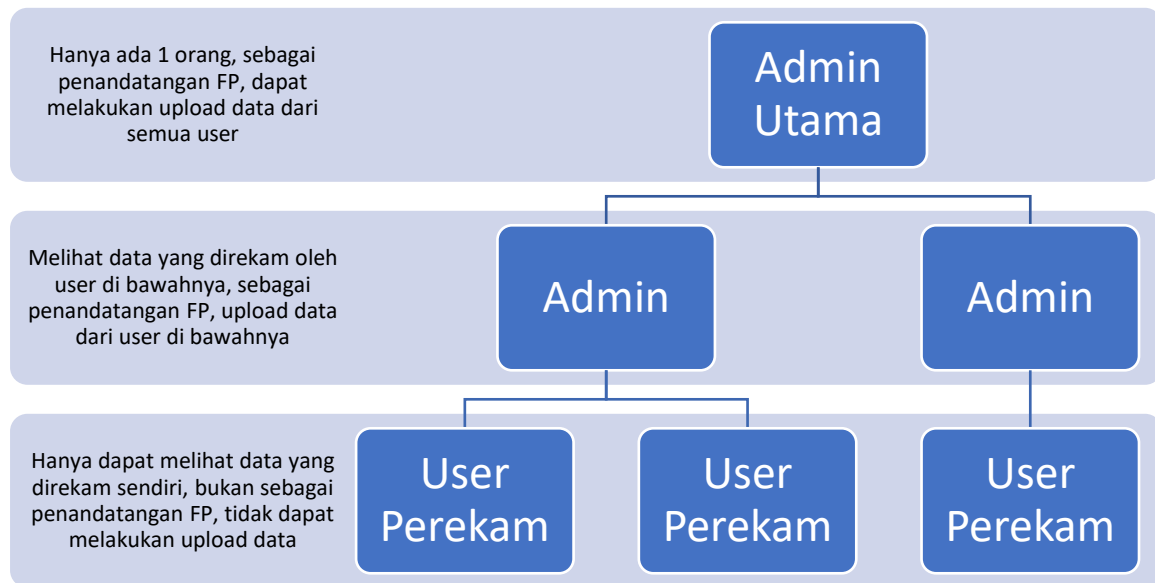 Hanya ada 1 orang, sebagai
penandatangan FP, dapat
melakukan upload data dari
semua user
Admin
Utama
Melihat data yang direkam oleh
user di bawahnya, sebagai
penandatangan FP, upload data
dari user di bawahnya
Admin
Admin
Hanya dapat melihat data yang
direkam sendiri, bukan sebagai
penandatangan FP, tidak dapat
melakukan upload data
User
Perekam
User
Perekam
User
Perekam